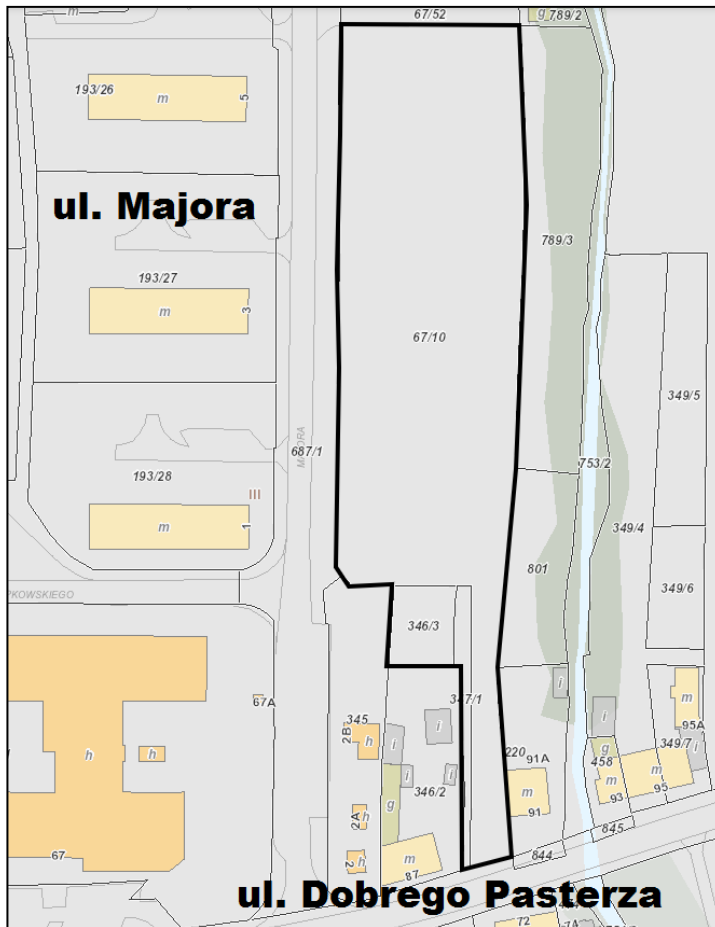 m
67/52
g
789/2
193/26
m
5
ul. Majora
789/3
193/27
m
3
67/10
349/5
687/1
MAJORA
753/2
193/28
III
349/4
m
1
801
349/6
346/3
347/1
i
67A
345
2B
h
i
i
i
i
220
91A
i
m
95A
349/7
i
g
458
m
m
93
95
h
h
346/2
i
g
2A
h
m
91
67
2
h
m
87
844
845
ul. Dobrego Pasterza
72